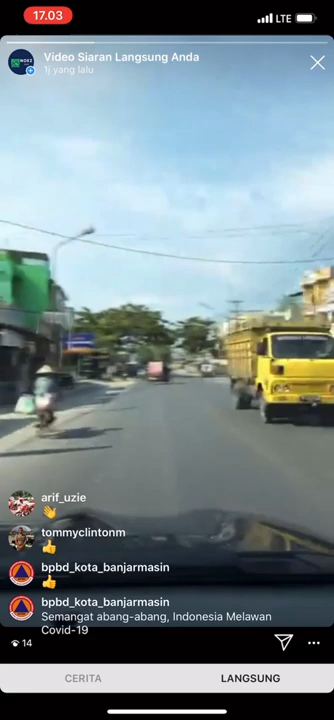 17.03
LTE
Video Siaran Langsung Anda
1j yang lalu
arif_uzie
👋
tommyclintonm
👍
bpbd_kota_banjarmasin
👍
bpbd_kota_banjarmasin
Semangat abang-abang, Indonesia Melawan
Covid-19
14
CERITA
LANGSUNG